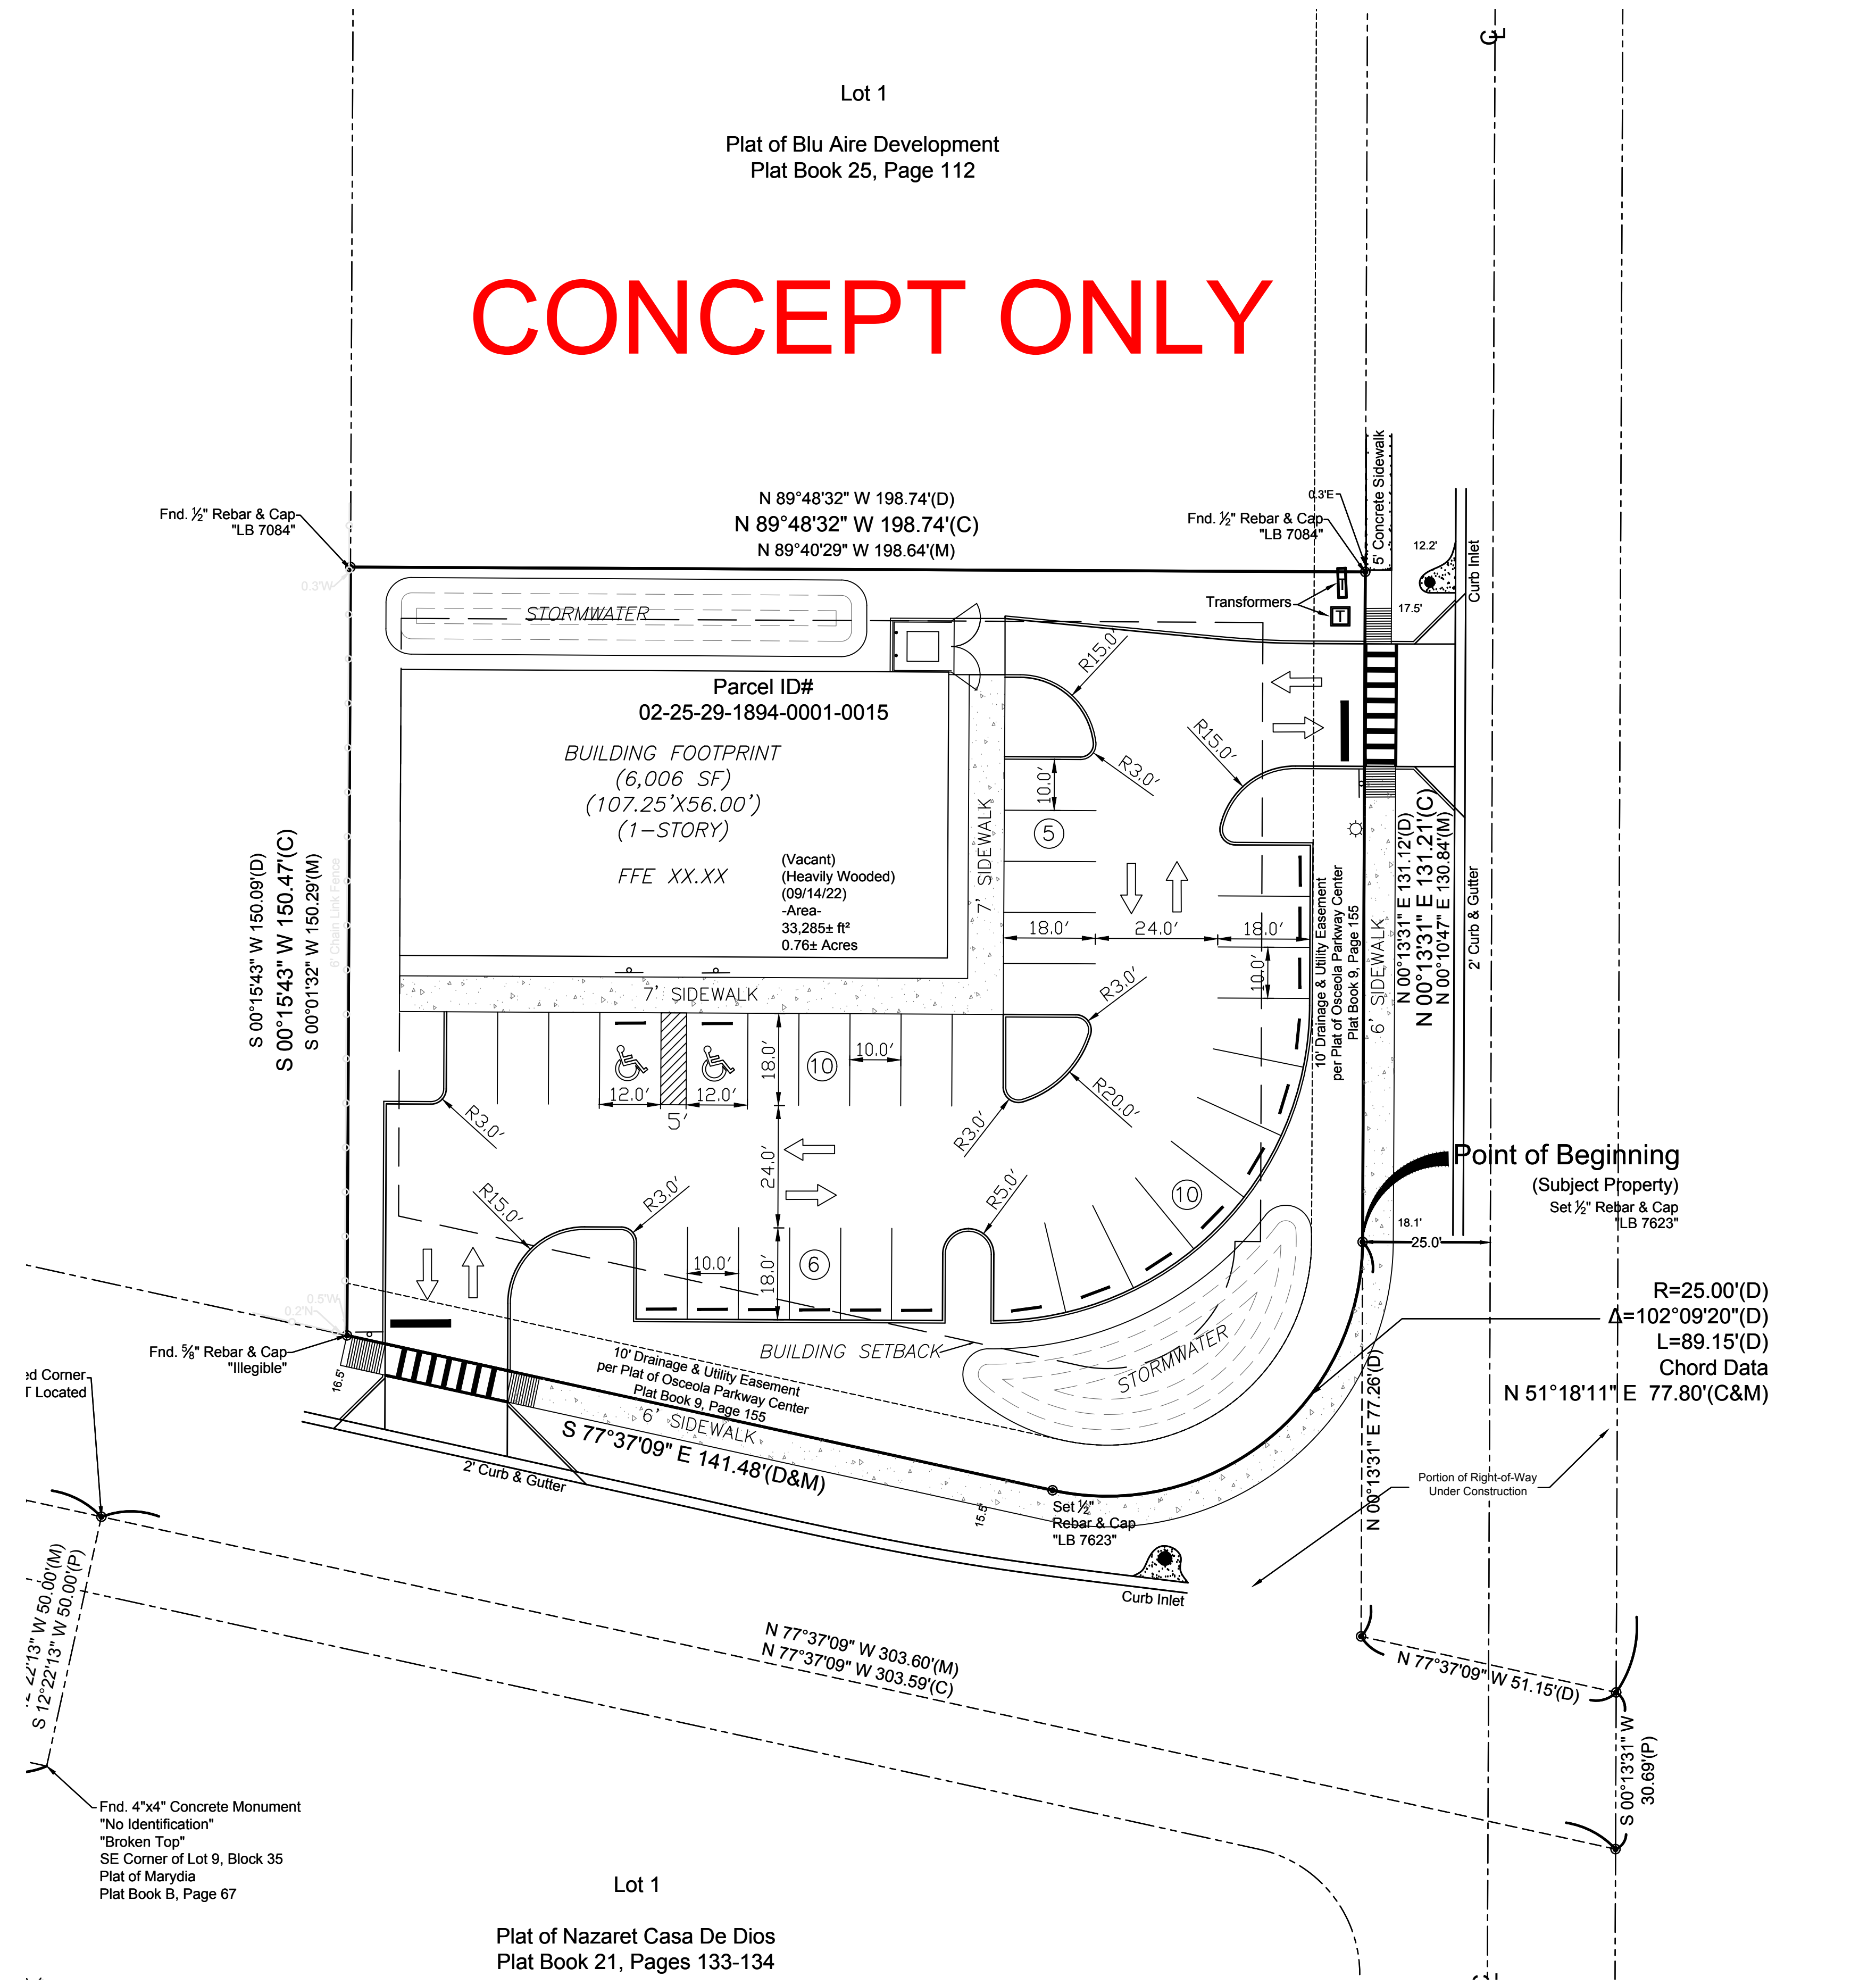 Lot 1
Plat of Blu Aire Development
Plat Book 25, Page 112
CONCEPT ONLY
N 89°48'32" W 198.74'(D)
N 89°48'32" W 198.74'(C)
N 89°40'29" W 198.64'(M)
Fnd. ½" Rebar & Cap
"LB 7084"
0.3'W
Fnd. ½" Rebar & Cap
"LB 7084"
0.3'E
5' Concrete Sidewalk
12.2'
Curb Inlet
17.5'
Transformers
T
T
STORMWATER
Parcel ID#
02-25-29-1894-0001-0015
BUILDING FOOTPRINT
(6,006 SF)
(107.25'X56.00')
(1-STORY)
FFE XX.XX
(Vacant)
(Heavily Wooded)
(09/14/22)
-Area-
33,285± ft²
0.76± Acres
R15.0'
R3.0'
R15.0'
10.0'
5
7' SIDEWALK
18.0'
24.0'
18.0'
10.0'
7' SIDEWALK
S 00°15'43" W 150.09'(D)
S 00°15'43" W 150.47'(C)
S 00°01'32" W 150.29'(M)
6' Chain Link Fence
10' Drainage & Utility Easement
per Plat of Osceola Parkway Center
Plat Book 9, Page 155
6' SIDEWALK
N 00°13'31" E 131.12'(D)
N 00°13'31" E 131.21'(C)
N 00°10'47" E 130.84'(M)
2' Curb & Gutter
R3.0'
R20.0'
R3.0'
12.0'
5'
12.0'
18.0'
10
10.0'
R3.0'
24.0'
R15.0'
R3.0'
R5.0'
10
10.0'
18.0'
6
Point of Beginning
(Subject Property)
Set ½" Rebar & Cap
"LB 7623"
18.1'
25.0'
R=25.00'(D)
Δ=102°09'20"(D)
L=89.15'(D)
Chord Data
N 51°18'11" E 77.80'(C&M)
0.5'W
0.2'N
Fnd. ⅝" Rebar & Cap
"Illegible"
16.5'
BUILDING SETBACK
STORMWATER
10' Drainage & Utility Easement
per Plat of Osceola Parkway Center
Plat Book 9, Page 155
6' SIDEWALK
S 77°37'09" E 141.48'(D&M)
2' Curb & Gutter
15.5'
Set ½"
Rebar & Cap
"LB 7623"
Curb Inlet
N 00°13'31" E 77.26'(D)
Portion of Right-of-Way
Under Construction
ed Corner
T Located
22'13" W 50.00'(M)
S 12°22'13" W 50.00'(P)
N 77°37'09" W 303.60'(M)
N 77°37'09" W 303.59'(C)
N 77°37'09" W 51.15'(D)
S 00°13'31" W
30.69'(P)
Fnd. 4"x4" Concrete Monument
"No Identification"
"Broken Top"
SE Corner of Lot 9, Block 35
Plat of Marydia
Plat Book B, Page 67
Lot 1
Plat of Nazaret Casa De Dios
Plat Book 21, Pages 133-134